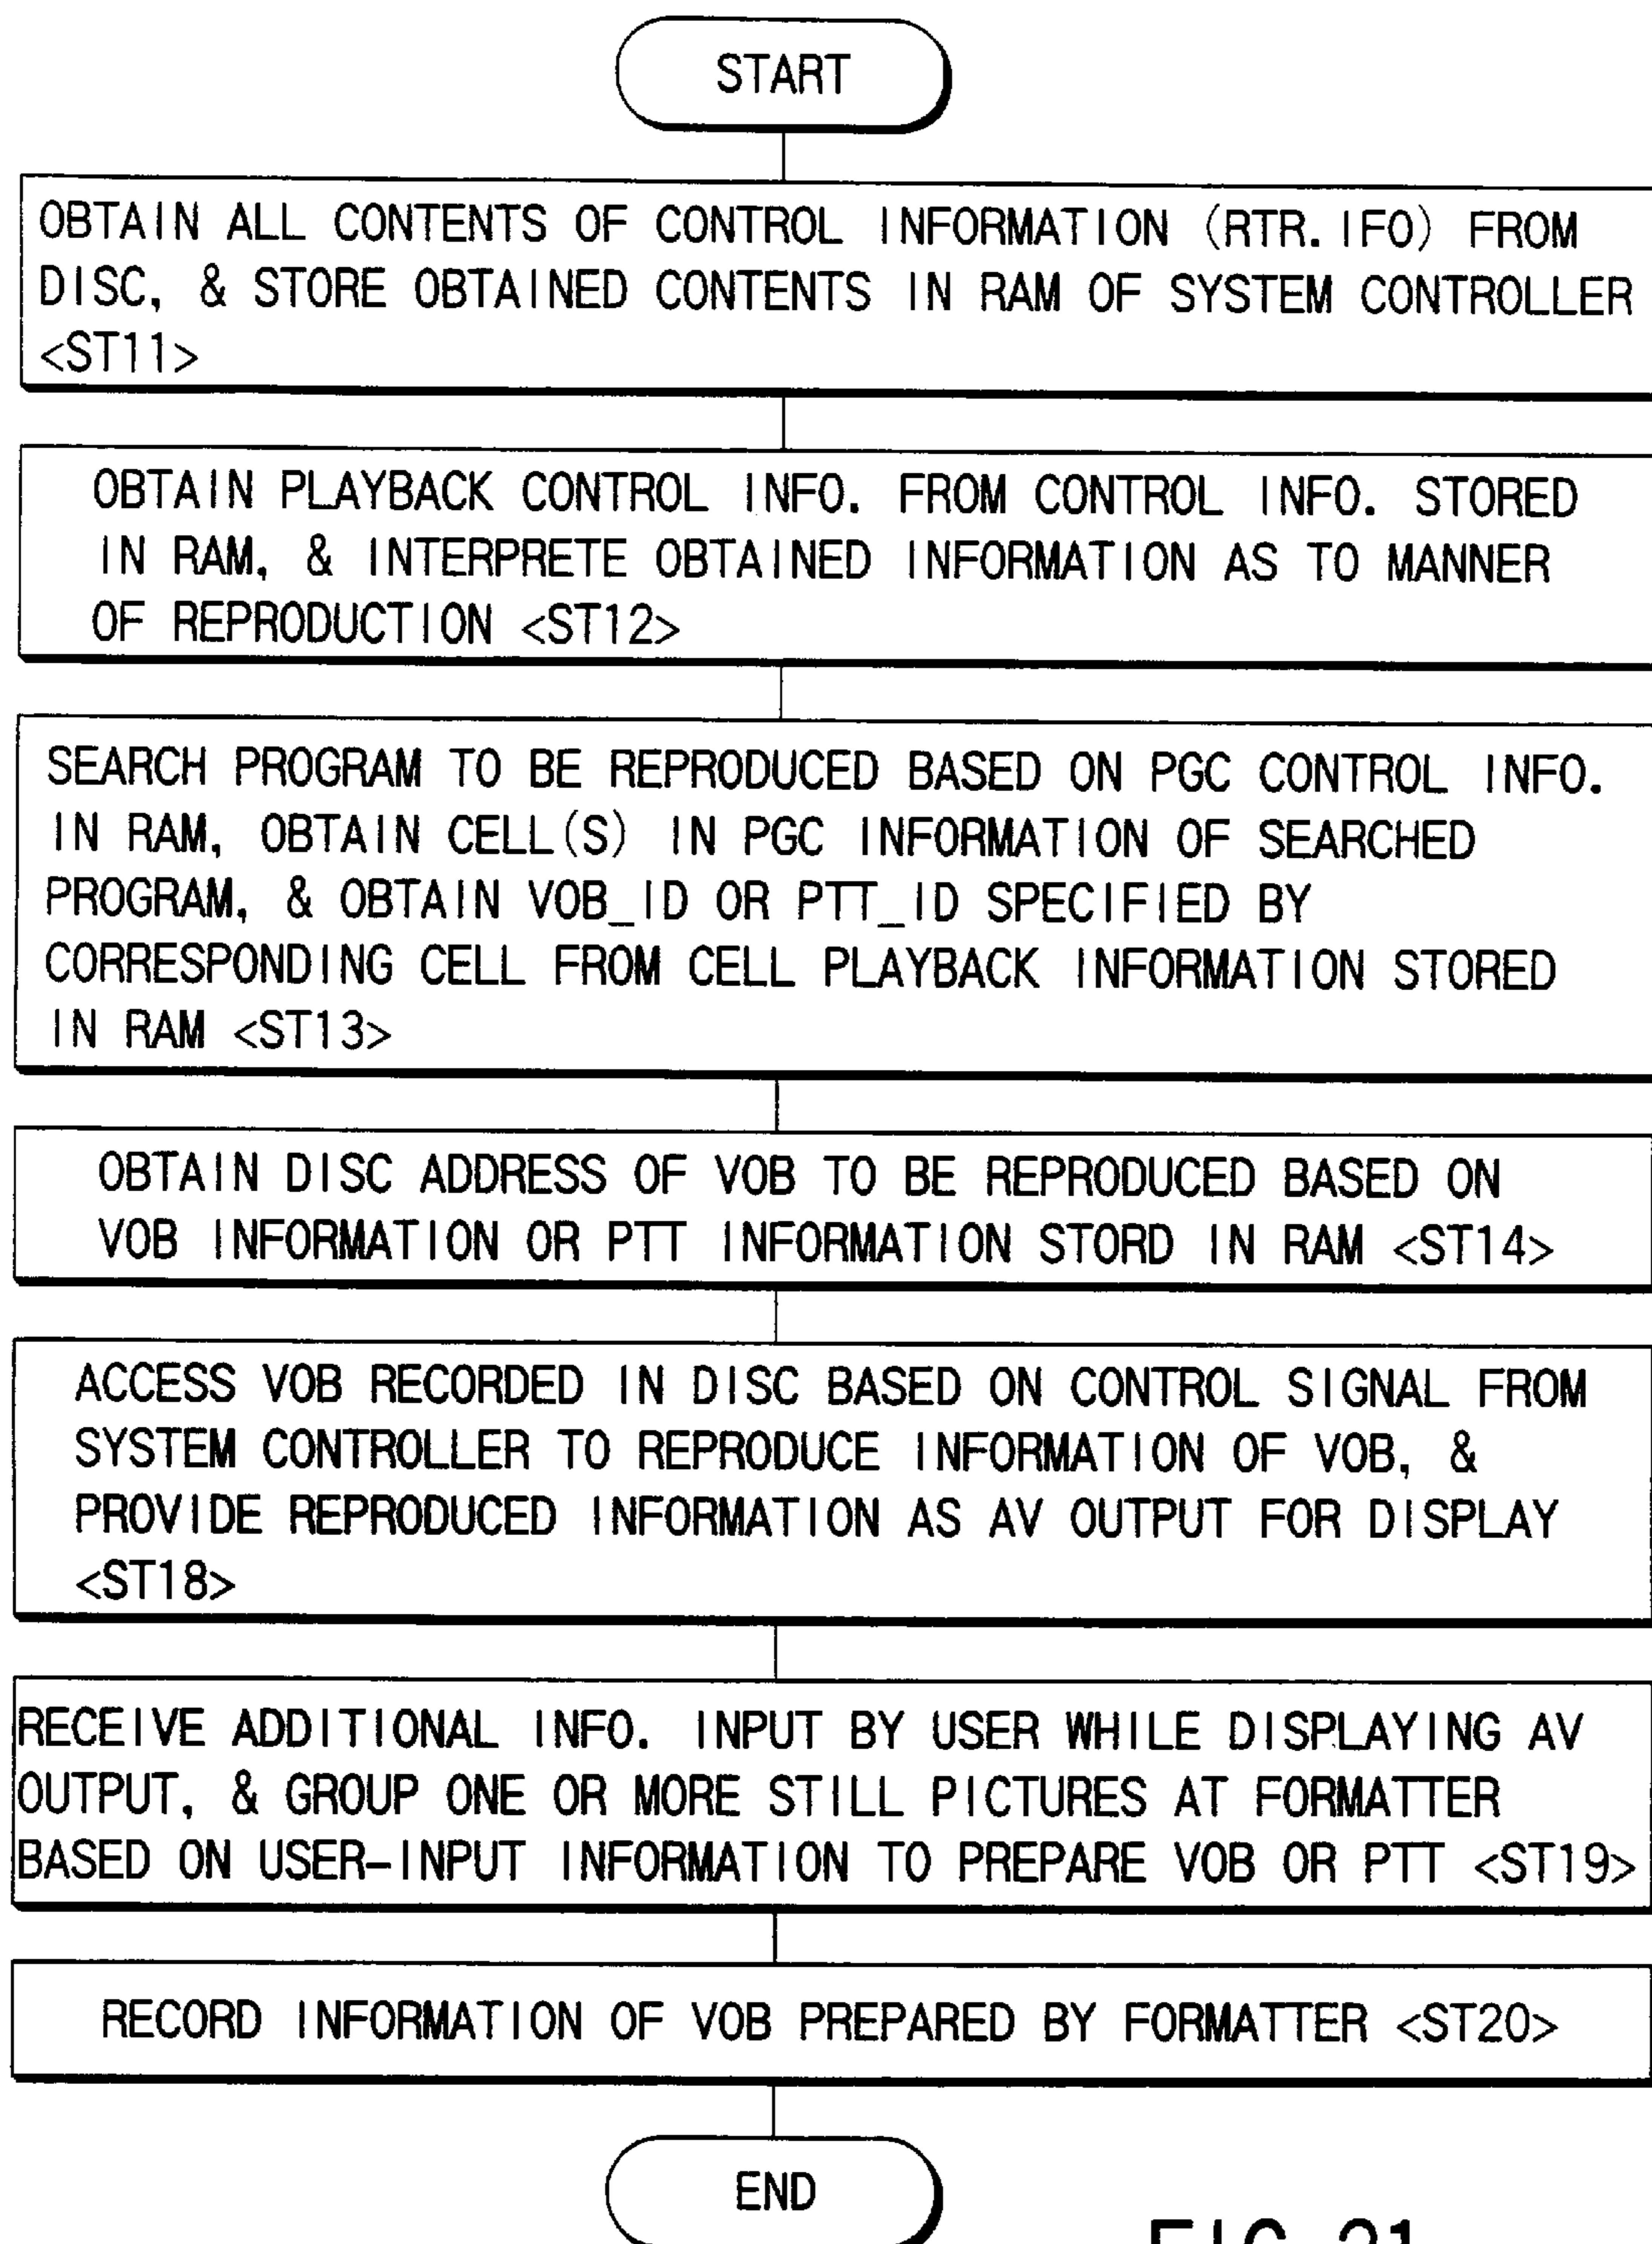 START
OBTAIN ALL CONTENTS OF CONTROL INFORMATION (RTR.IFO) FROM
DISC, & STORE OBTAINED CONTENTS IN RAM OF SYSTEM CONTROLLER
<ST11>
OBTAIN PLAYBACK CONTROL INFO. FROM CONTROL INFO. STORED
IN RAM, & INTERPRETE OBTAINED INFORMATION AS TO MANNER
OF REPRODUCTION <ST12>
SEARCH PROGRAM TO BE REPRODUCED BASED ON PGC CONTROL INFO.
IN RAM, OBTAIN CELL(S) IN PGC INFORMATION OF SEARCHED
PROGRAM, & OBTAIN VOB_ID OR PTT_ID SPECIFIED BY
CORRESPONDING CELL FROM CELL PLAYBACK INFORMATION STORED
IN RAM <ST13>
OBTAIN DISC ADDRESS OF VOB TO BE REPRODUCED BASED ON
VOB INFORMATION OR PTT INFORMATION STORD IN RAM <ST14>
ACCESS VOB RECORDED IN DISC BASED ON CONTROL SIGNAL FROM
SYSTEM CONTROLLER TO REPRODUCE INFORMATION OF VOB, &
PROVIDE REPRODUCED INFORMATION AS AV OUTPUT FOR DISPLAY
<ST18>
RECEIVE ADDITIONAL INFO. INPUT BY USER WHILE DISPLAYING AV
OUTPUT, & GROUP ONE OR MORE STILL PICTURES AT FORMATTER
BASED ON USER-INPUT INFORMATION TO PREPARE VOB OR PTT <ST19>
RECORD INFORMATION OF VOB PREPARED BY FORMATTER <ST20>
END